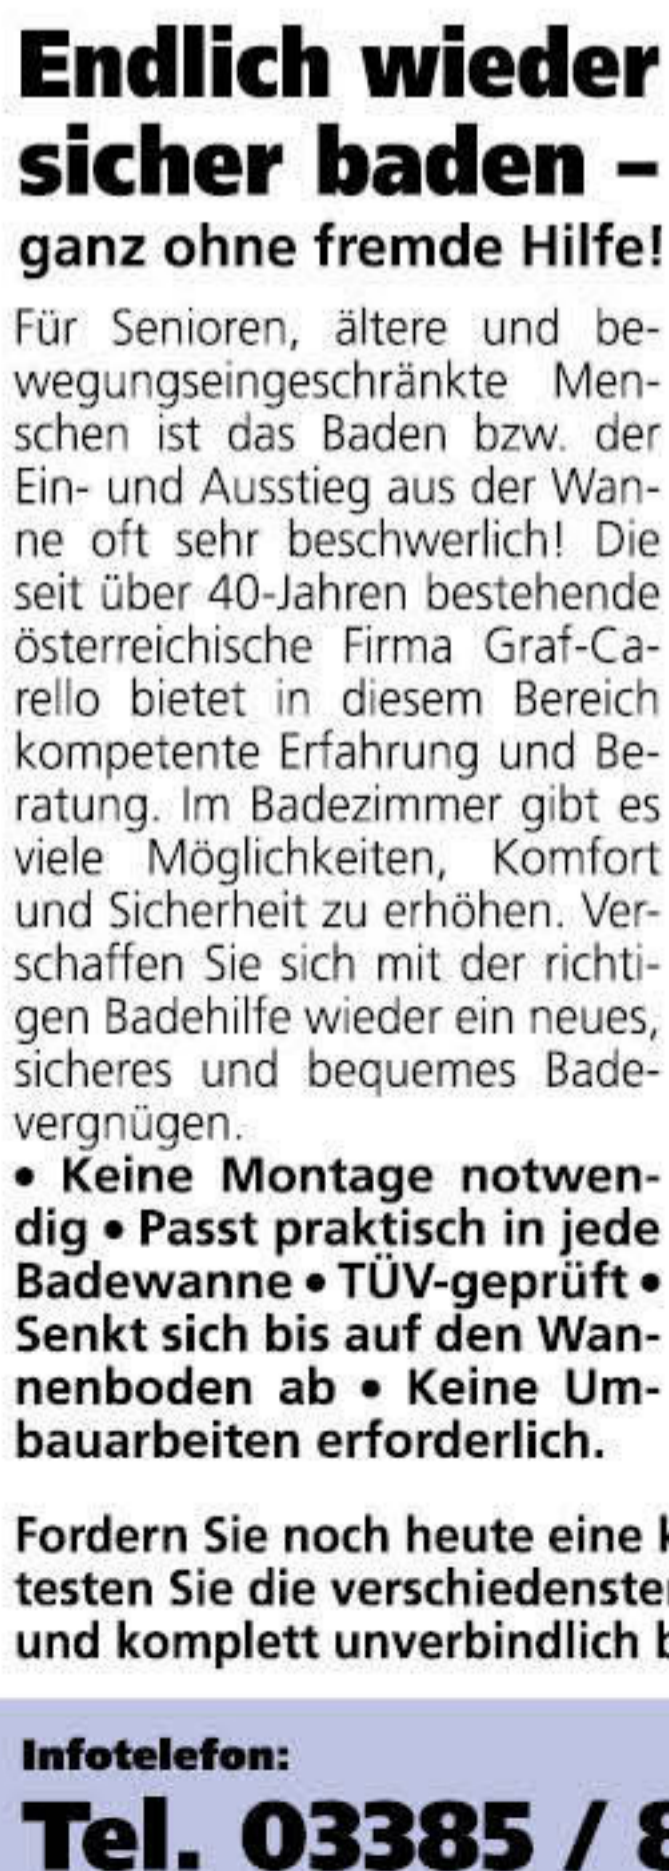 Endlich wieder
sicher baden –
ganz ohne fremde Hilfe!
Für Senioren, ältere und be-
wegungseingeschränkte Men-
schen ist das Baden bzw. der
Ein- und Ausstieg aus der Wan-
ne oft sehr beschwerlich! Die
seit über 40-Jahren bestehende
österreichische Firma Graf-Ca-
rello bietet in diesem Bereich
kompetente Erfahrung und Be-
ratung. Im Badezimmer gibt es
viele Möglichkeiten, Komfort
und Sicherheit zu erhöhen. Ver-
schaffen Sie sich mit der richti-
gen Badehilfe wieder ein neues,
sicheres und bequemes Bade-
vergnügen.
• Keine Montage notwen-
dig • Passt praktisch in jede
Badewanne • TÜV-geprüft •
Senkt sich bis auf den Wan-
nenboden ab • Keine Um-
bauarbeiten erforderlich.
Fordern Sie noch heute eine
testen Sie die
und komplett unverbindlich
Infotelefon:
Tel. 03385 /